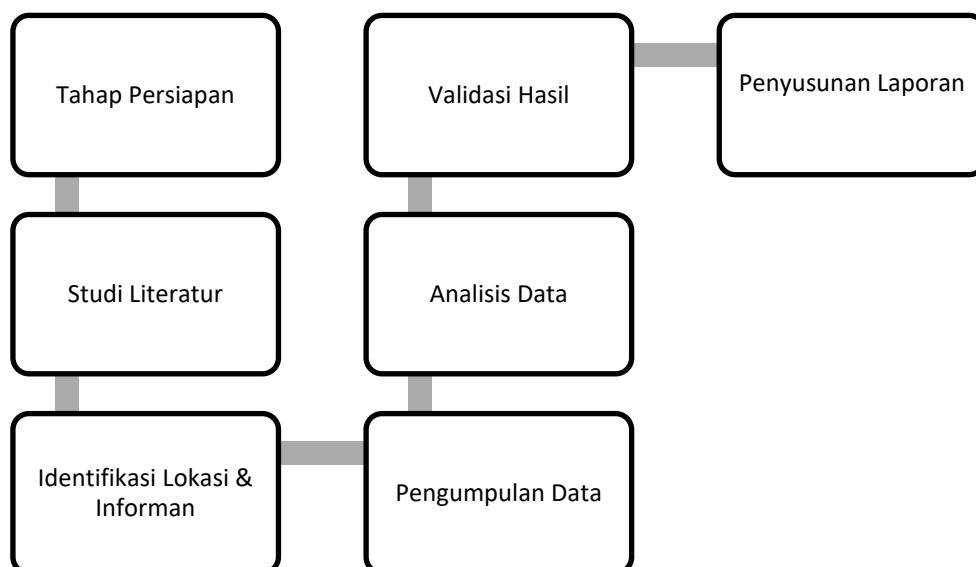 Tahap Persiapan
Studi Literatur
Identifikasi Lokasi &
Informan
Pengumpulan Data
Analisis Data
Validasi Hasil
Penyusunan Laporan